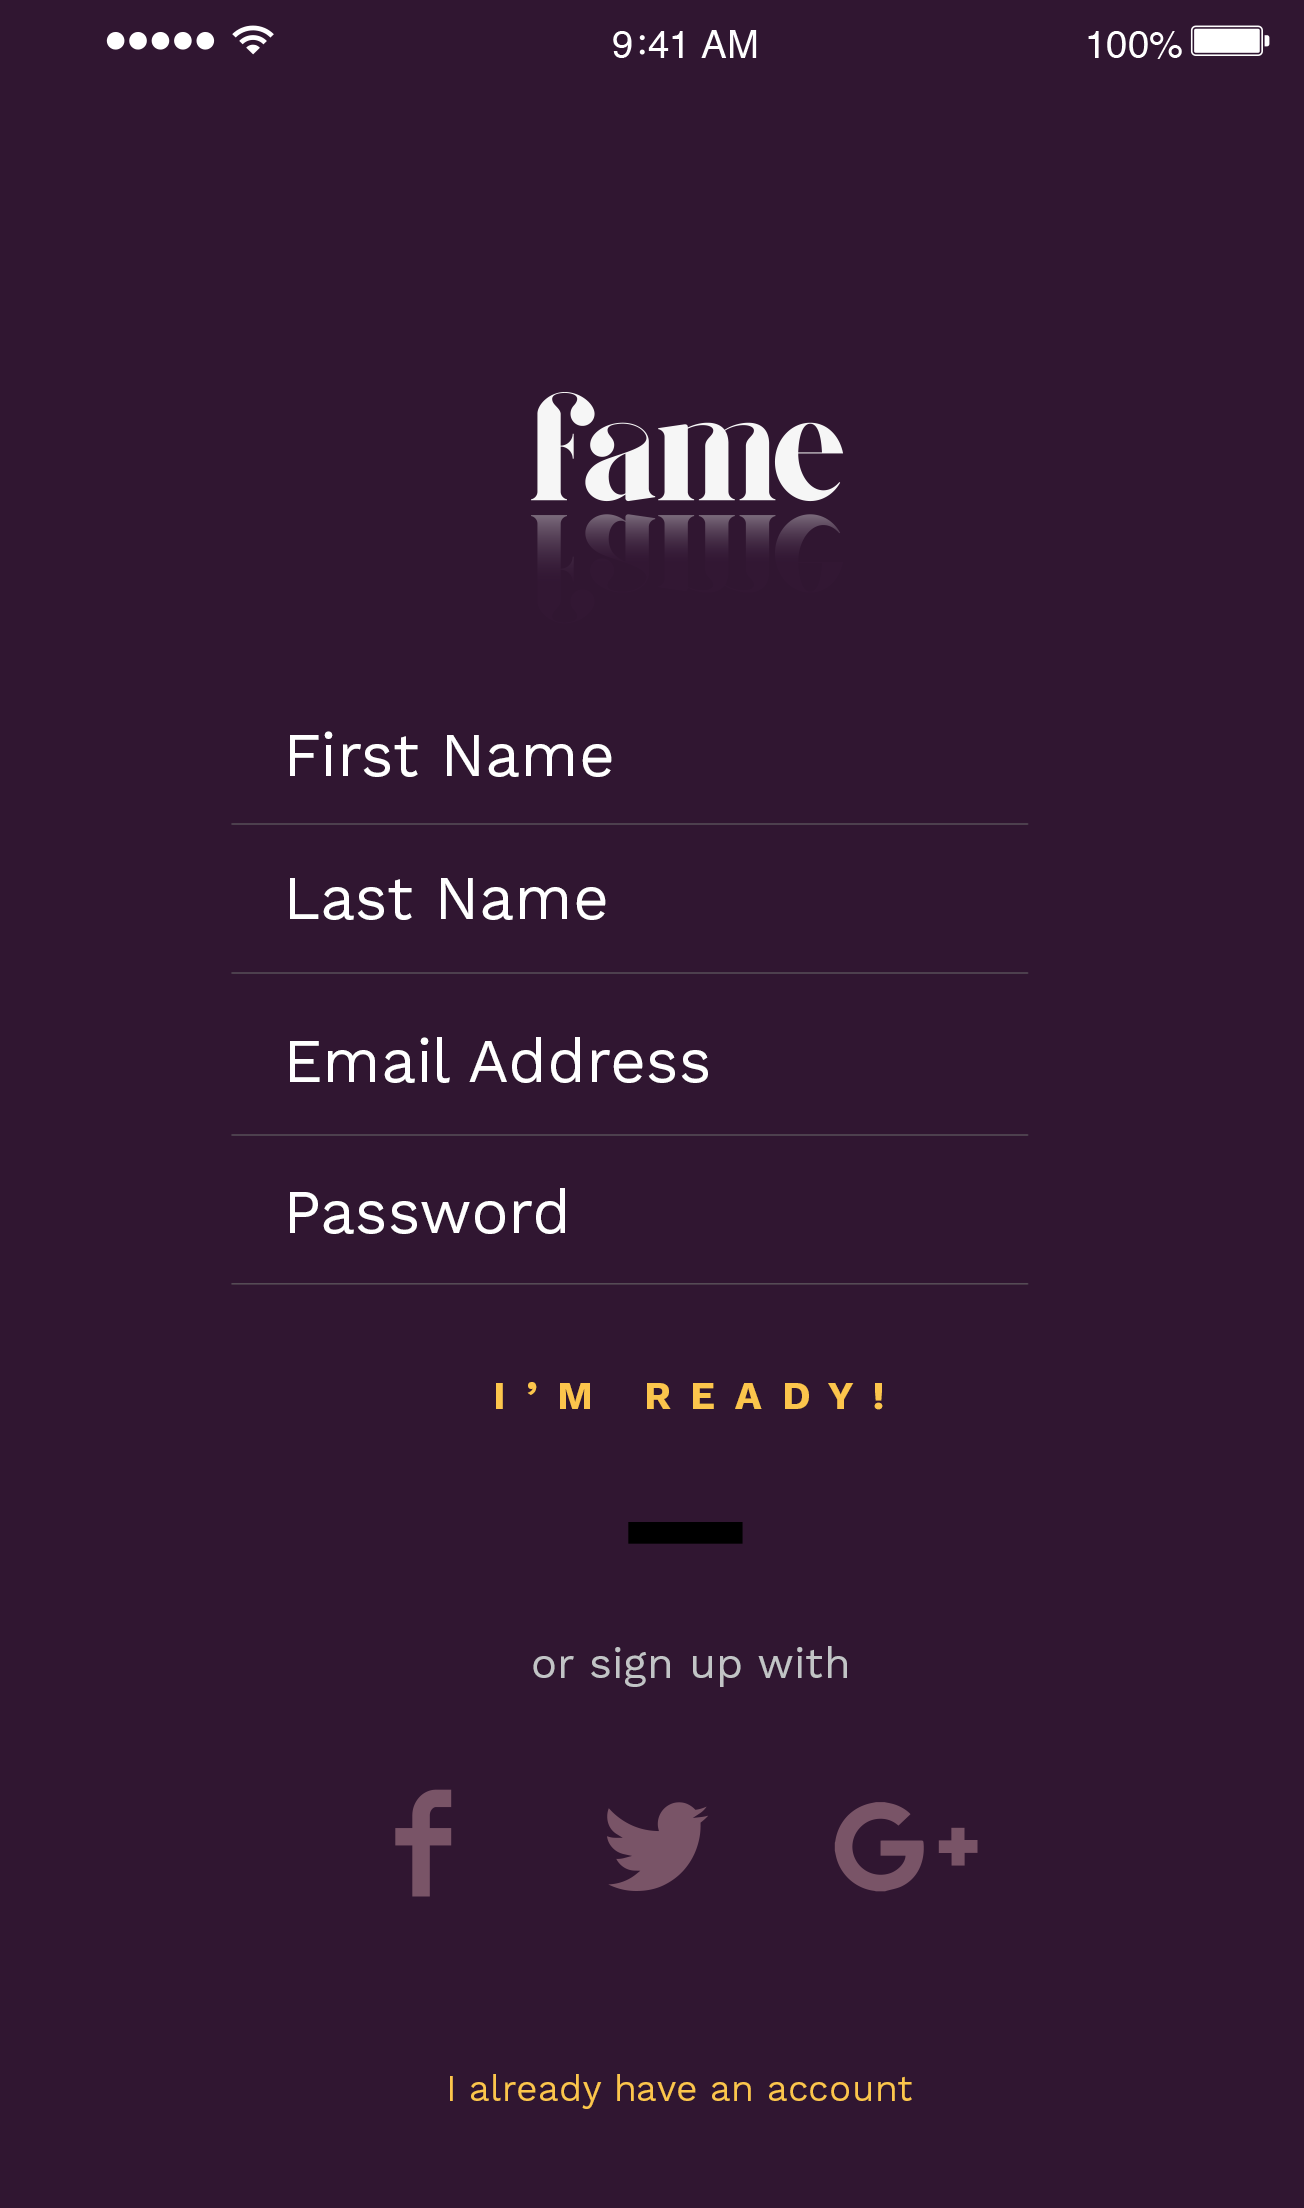 9:41 AM 100%
fame
First Name
Last Name
Email Address
Password
I’M READY!
or sign up with
G+
I already have an account